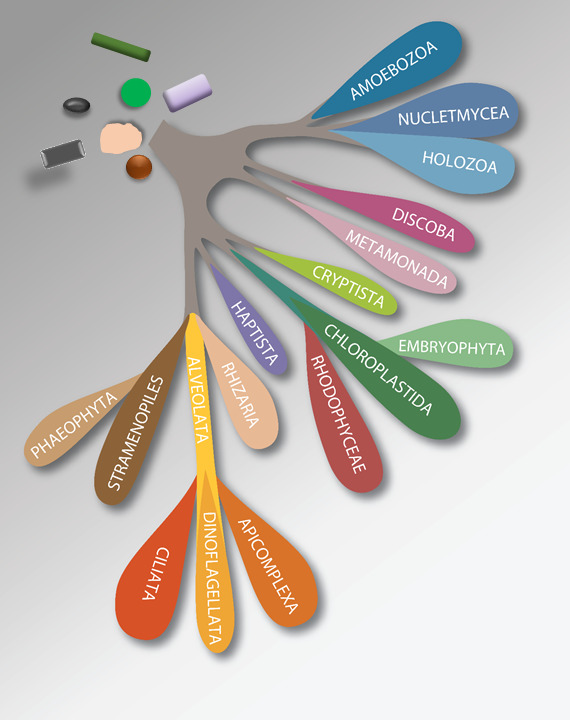 AMOEBOZOA
NUCLETMYCEA
HOLOZOA
DISCOBA
METAMONADA
CRYPTISTA
HAPTISTA
CHLOROPLASTIDA
EMBRYOPHYTA
RHODOPHYCEAE
RHIZARIA
ALVEOLATA
STRAMENOPILES
PHAEOPHYTA
CILIATA
DINOFLAGELLATA
APICOMPLEXA